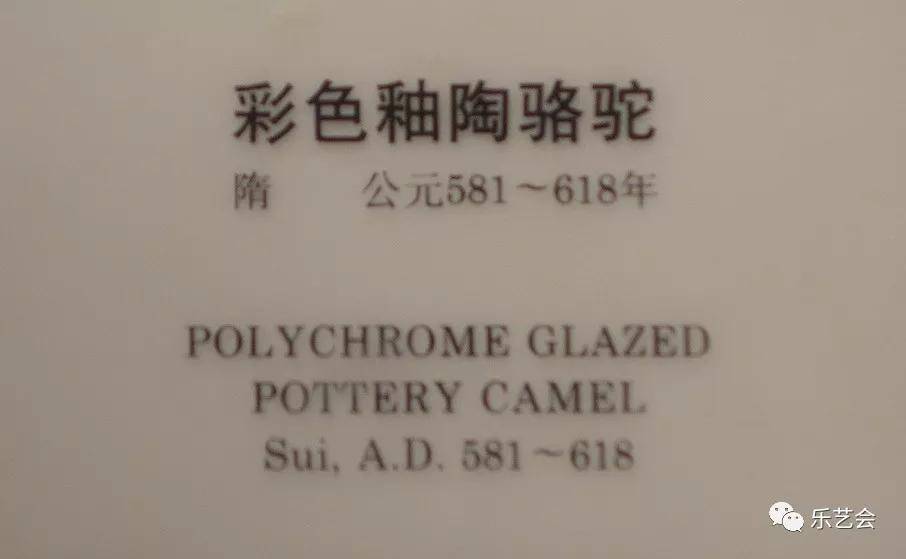 彩色釉陶骆驼
隋 公元581～618年
POLYCHROME GLAZED
POTTERY CAMEL
Sui, A.D. 581～618
乐艺会